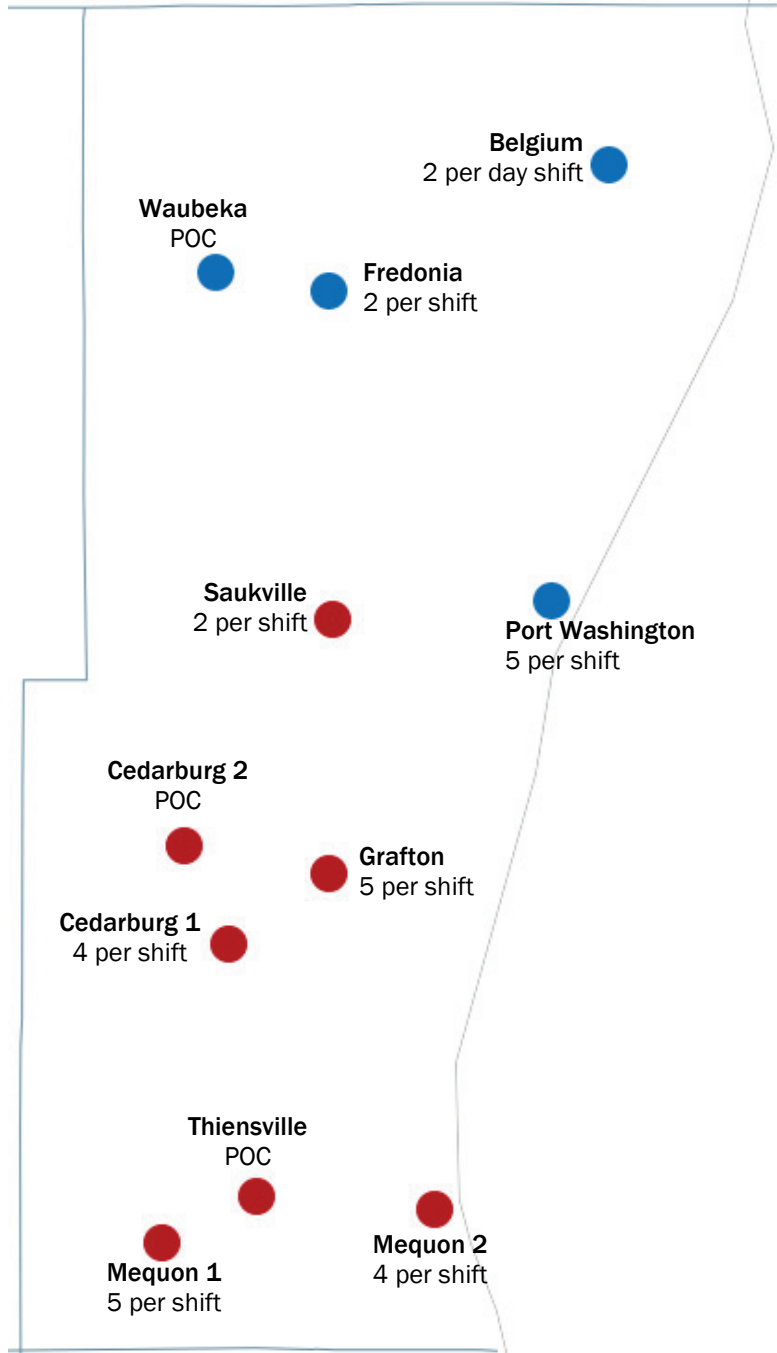 Belgium
2 per day shift
Waubeka
POC
Fredonia
2 per shift
Saukville
2 per shift
Port Washington
5 per shift
Cedarburg 2
POC
Grafton
5 per shift
Cedarburg 1
4 per shift
Thiensville
POC
Mequon 2
4 per shift
Mequon 1
5 per shift